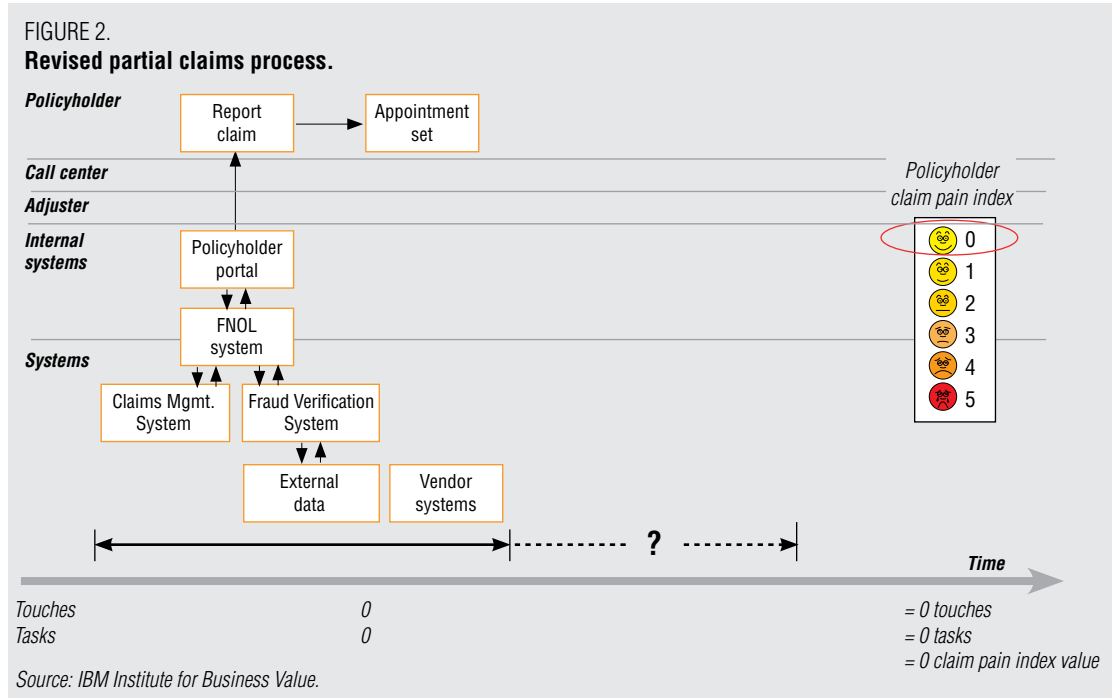 FIGURE 2.
Revised partial claims process.
Policyholder
Report
claim
Appointment
set
Call center
Policyholder
claim pain index
Adjuster
Internal
systems
Policyholder
portal
0
1
2
3
4
5
FNOL
system
Systems
Claims Mgmt.
System
Fraud Verification
System
External
data
Vendor
systems
?
Time
Touches 0 = 0 touches
Tasks 0 = 0 tasks
= 0 claim pain index value
Source: IBM Institute for Business Value.